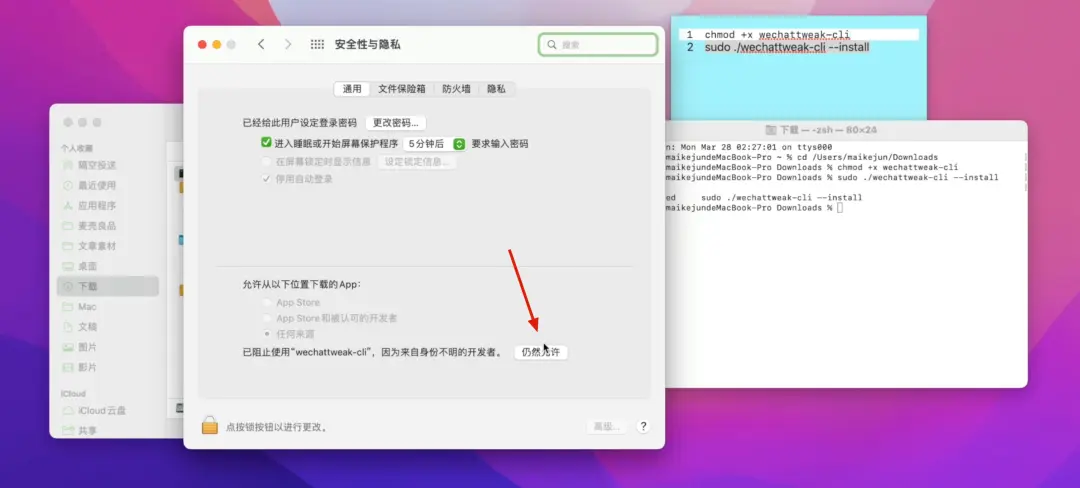 安全性与隐私
搜索
通用
文件保险箱
防火墙
隐私
已经给此用户设定登录密码
更改密码...
进入睡眠或开始屏幕保护程序
5分钟后
要求输入密码
在屏幕锁定时显示信息...
设定锁定信息...
停用自动登录
允许从以下位置下载的App：
App Store
App Store和被认可的开发者
任何来源
已阻止使用“wechattweak-cli”，因为来自身份不明的开发者。
仍然允许
点按锁按钮以进行更改。
高级...
?
个人收藏
隔空投送
最近使用
应用程序
麦壳良品
文章素材
桌面
下载
Mac
文稿
图片
影片
iCloud
iCloud云盘
共享
1 chmod +x wechattweak-cli
2 sudo ./wechattweak-cli --install
下载 — -zsh — 80×24
n: Mon Mar 28 02:27:01 on ttys000
maikejundeMacBook-Pro ~ % cd /Users/maikejun/Downloads
maikejundeMacBook-Pro Downloads % chmod +x wechattweak-cli
maikejundeMacBook-Pro Downloads % sudo ./wechattweak-cli --install
ed sudo ./wechattweak-cli --install
maikejundeMacBook-Pro Downloads %